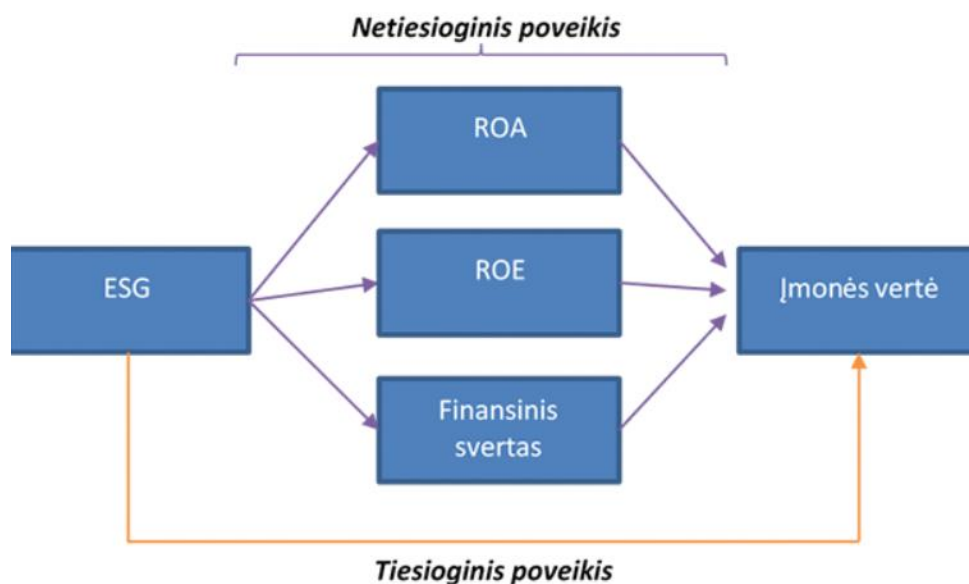 Netiesioginis poveikis
ROA
ESG
ROE
Įmonės vertė
Finansinis
svertas
Tiesioginis poveikis